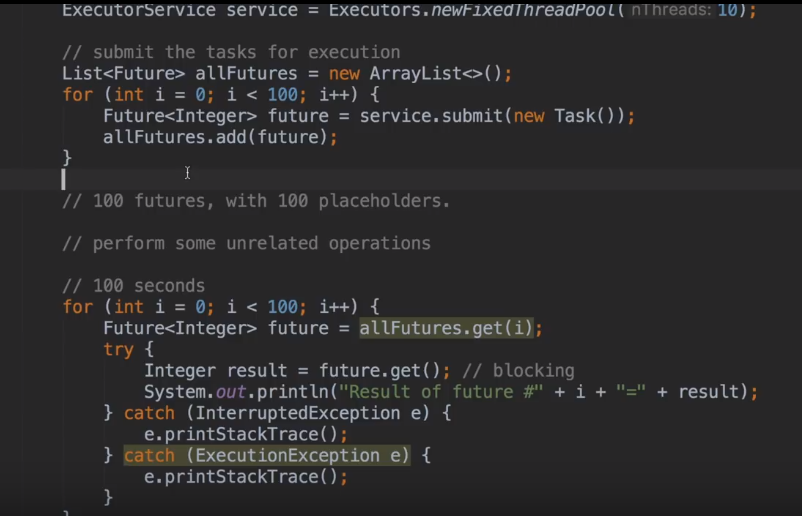 ExecutorService service = Executors.newFixedThreadPool( nThreads: 10);
// submit the tasks for execution
List<Future> allFutures = new ArrayList<>();
for (int i = 0; i < 100; i++) {
    Future<Integer> future = service.submit(new Task());
    allFutures.add(future);
}
// 100 futures, with 100 placeholders.
// perform some unrelated operations
// 100 seconds
for (int i = 0; i < 100; i++) {
    Future<Integer> future = allFutures.get(i);
    try {
        Integer result = future.get(); // blocking
        System.out.println("Result of future #" + i + "=" + result);
    } catch (InterruptedException e) {
        e.printStackTrace();
    } catch (ExecutionException e) {
        e.printStackTrace();
    }
}